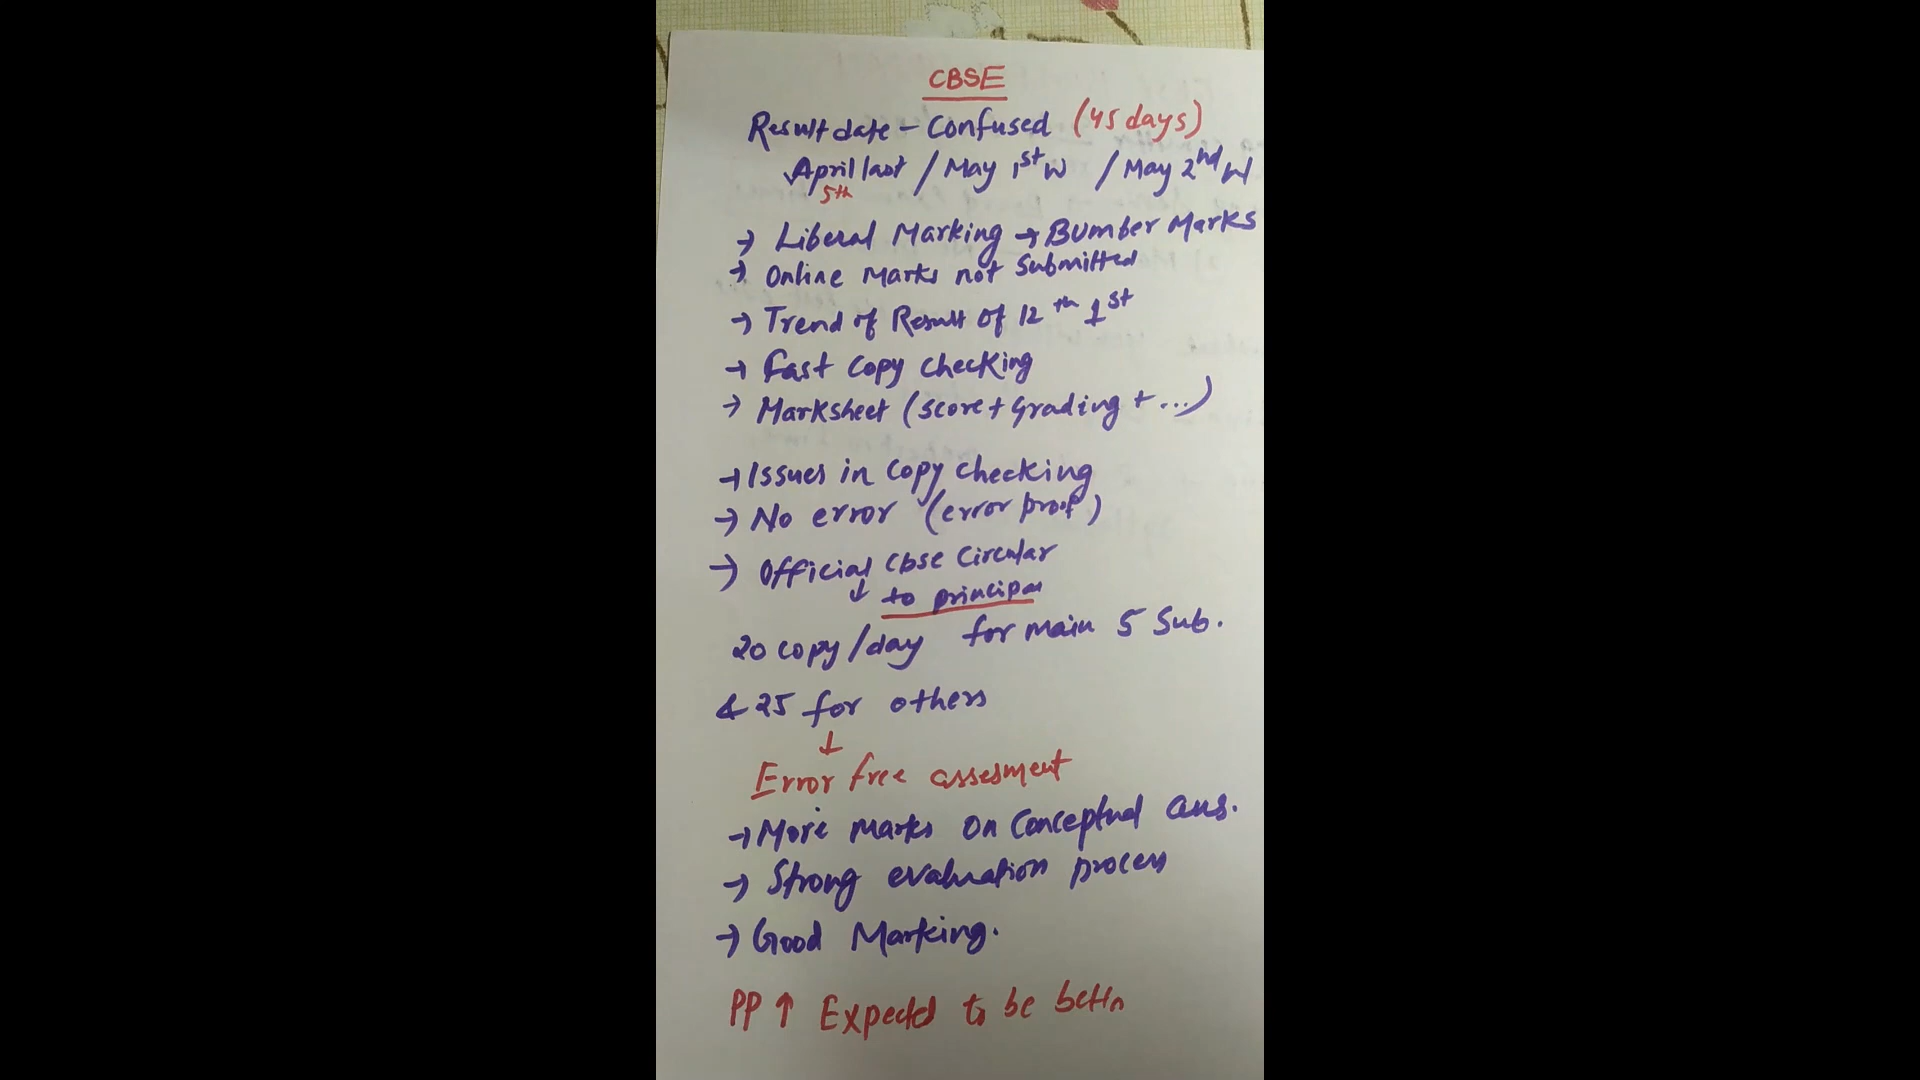 CBSE
Result date - Confused (45 days)
April last / May 1st W / May 2nd W
5th
→ Liberal Marking → Bumber Marks
→ Online Marks not Submitted
→ Trend of Result of 12th 1st
→ Fast Copy checking
→ Marksheet (score + Grading + ...)
→ Issues in Copy checking
→ No error (error proof)
→ Official cbse Circular
↓ to principal
20 copy/day for main 5 Sub.
& 25 for others
↓
Error free assesment
→ More marks on Conceptual ans.
→ Strong evaluation process
→ Good Marking.
PP ↑ Expected to be better